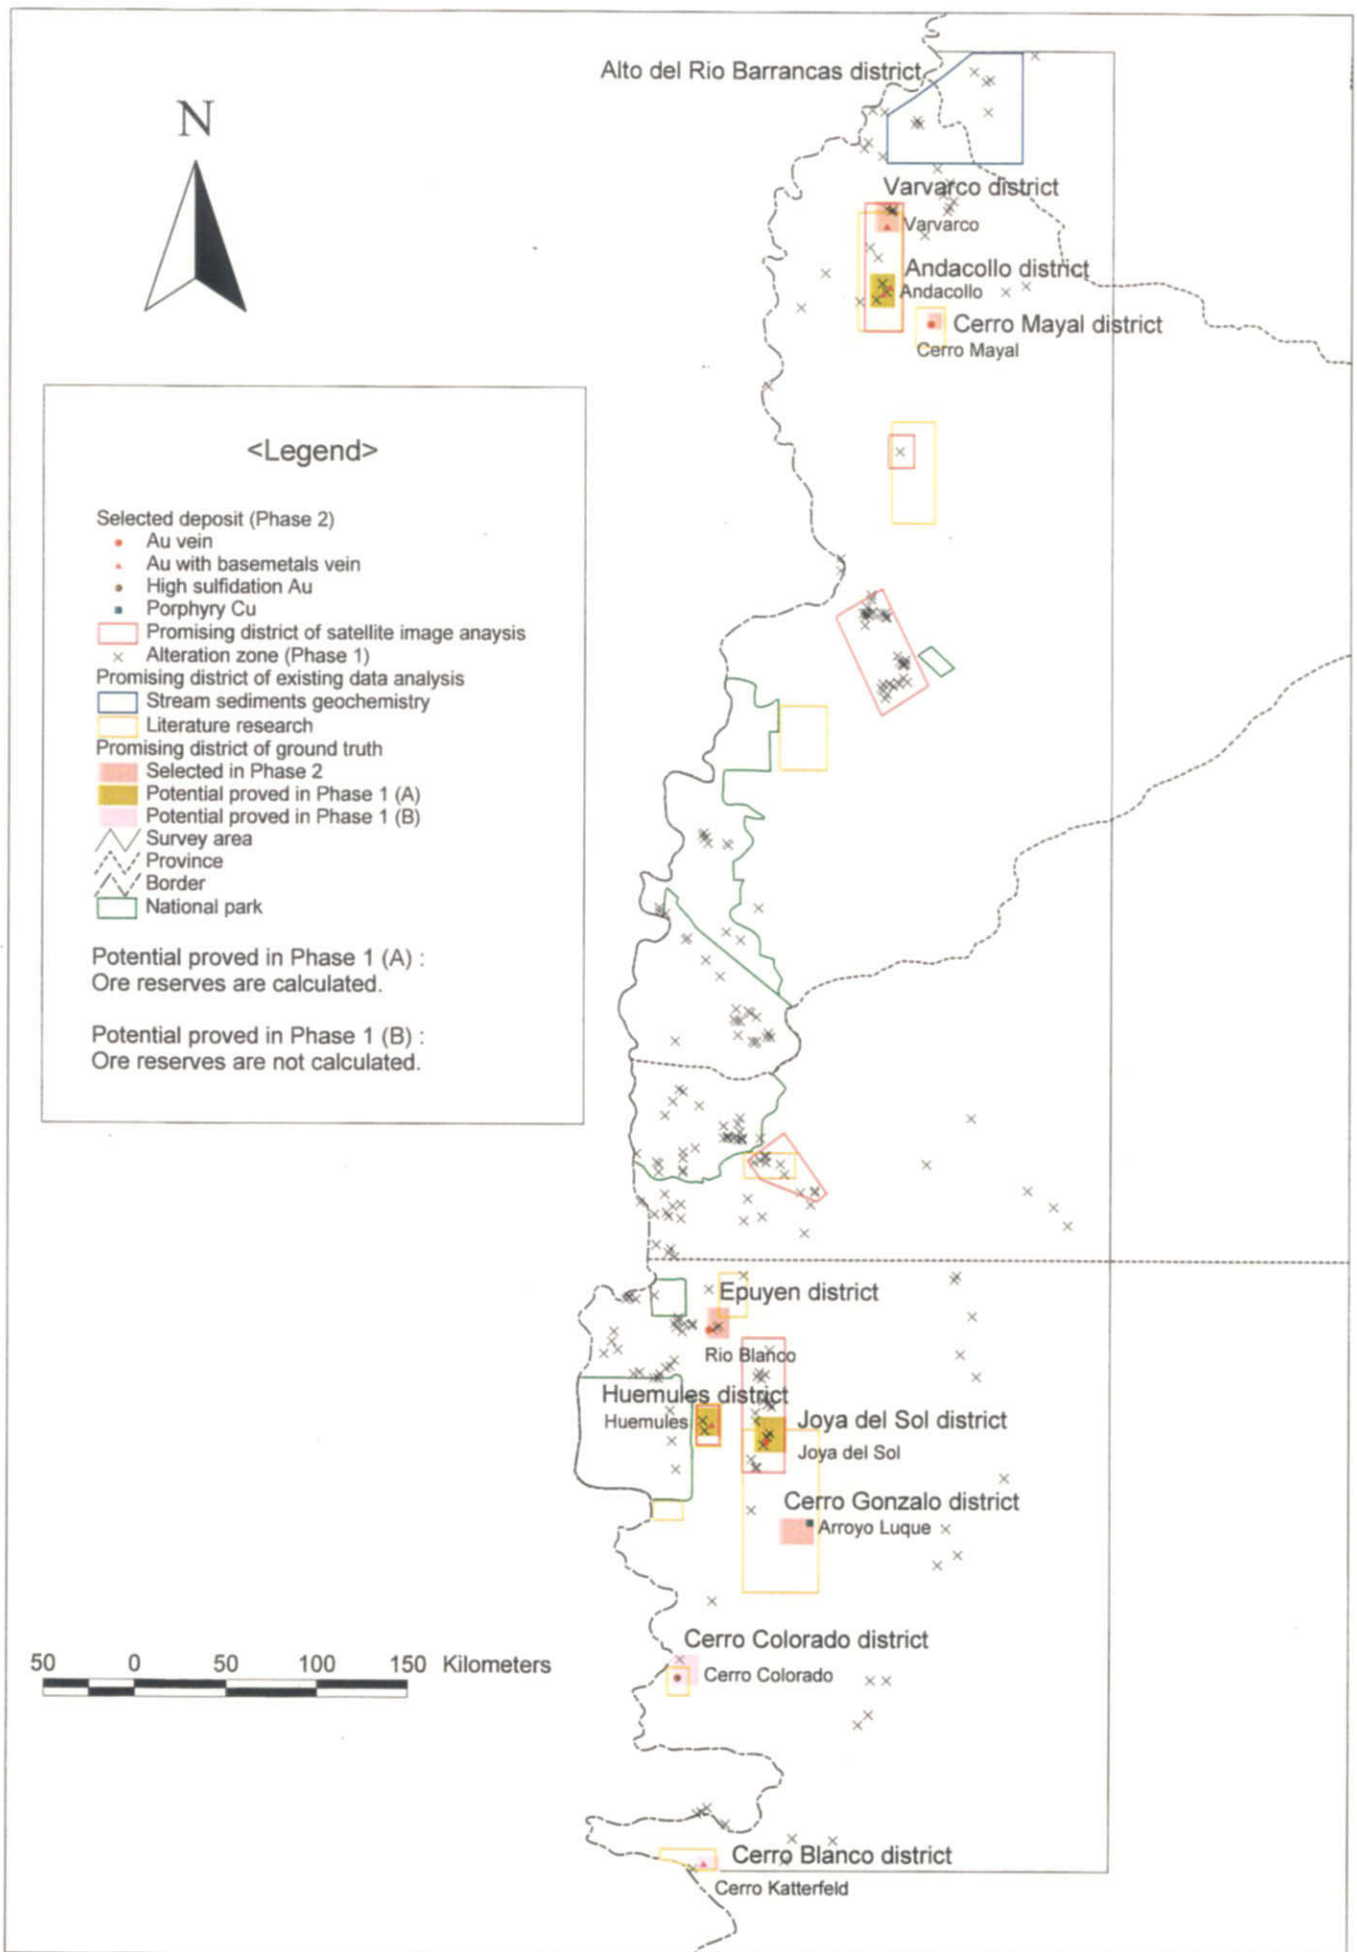 Alto del Rio Barrancas district
N
Varvarco district
Varvarco
Andacollo district
Andacollo
Cerro Mayal district
Cerro Mayal
<Legend>
Selected deposit (Phase 2)
Au vein
Au with basemetals vein
High sulfidation Au
Porphyry Cu
Promising district of satellite image anaysis
Alteration zone (Phase 1)
Promising district of existing data analysis
Stream sediments geochemistry
Literature research
Promising district of ground truth
Selected in Phase 2
Potential proved in Phase 1 (A)
Potential proved in Phase 1 (B)
Survey area
Province
Border
National park
Potential proved in Phase 1 (A) :
Ore reserves are calculated.
Potential proved in Phase 1 (B) :
Ore reserves are not calculated.
Epuyen district
Rio Blanco
Huemules district
Huemules
Joya del Sol district
Joya del Sol
Cerro Gonzalo district
Arroyo Luque
Cerro Colorado district
Cerro Colorado
50 0 50 100 150 Kilometers
Cerro Blanco district
Cerro Katterfeld